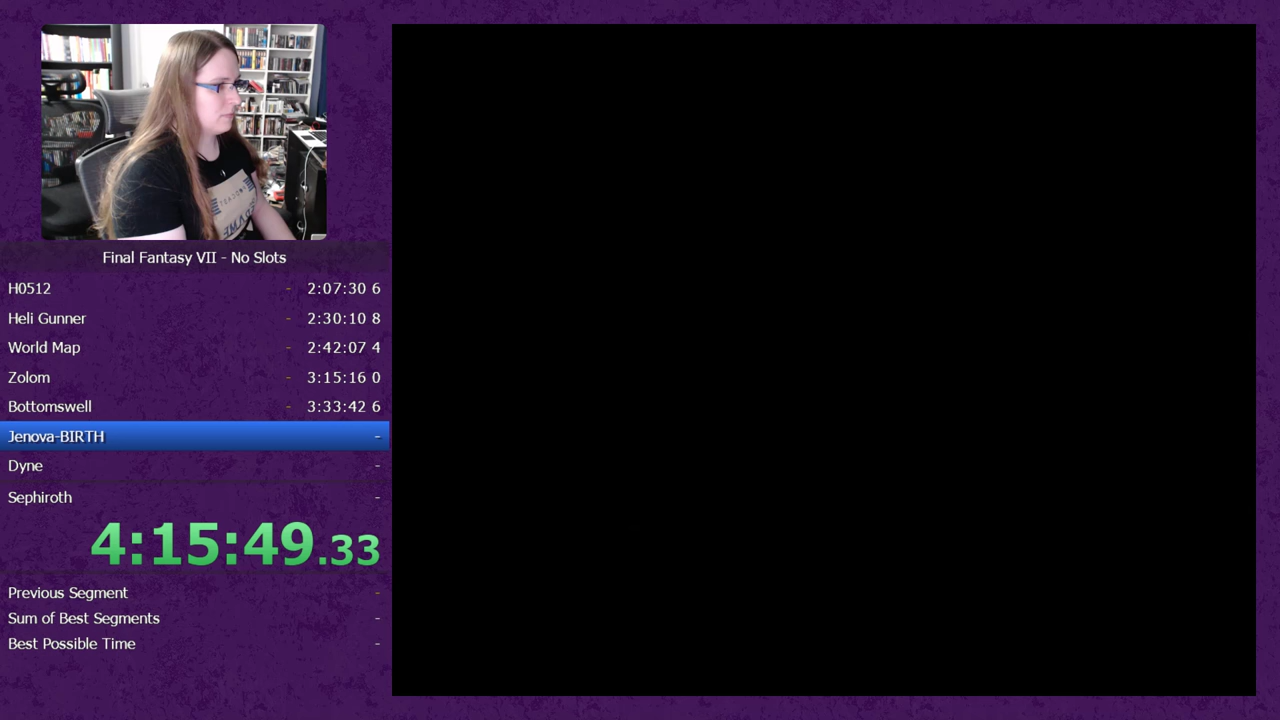 Final Fantasy VII - No Slots
H0512 - 2:07:30 6
Heli Gunner - 2:30:10 8
World Map - 2:42:07 4
Zolom - 3:15:16 0
Bottomswell - 3:33:42 6
Jenova-BIRTH -
Dyne -
Sephiroth -
4:15:49.33
Previous Segment -
Sum of Best Segments -
Best Possible Time -